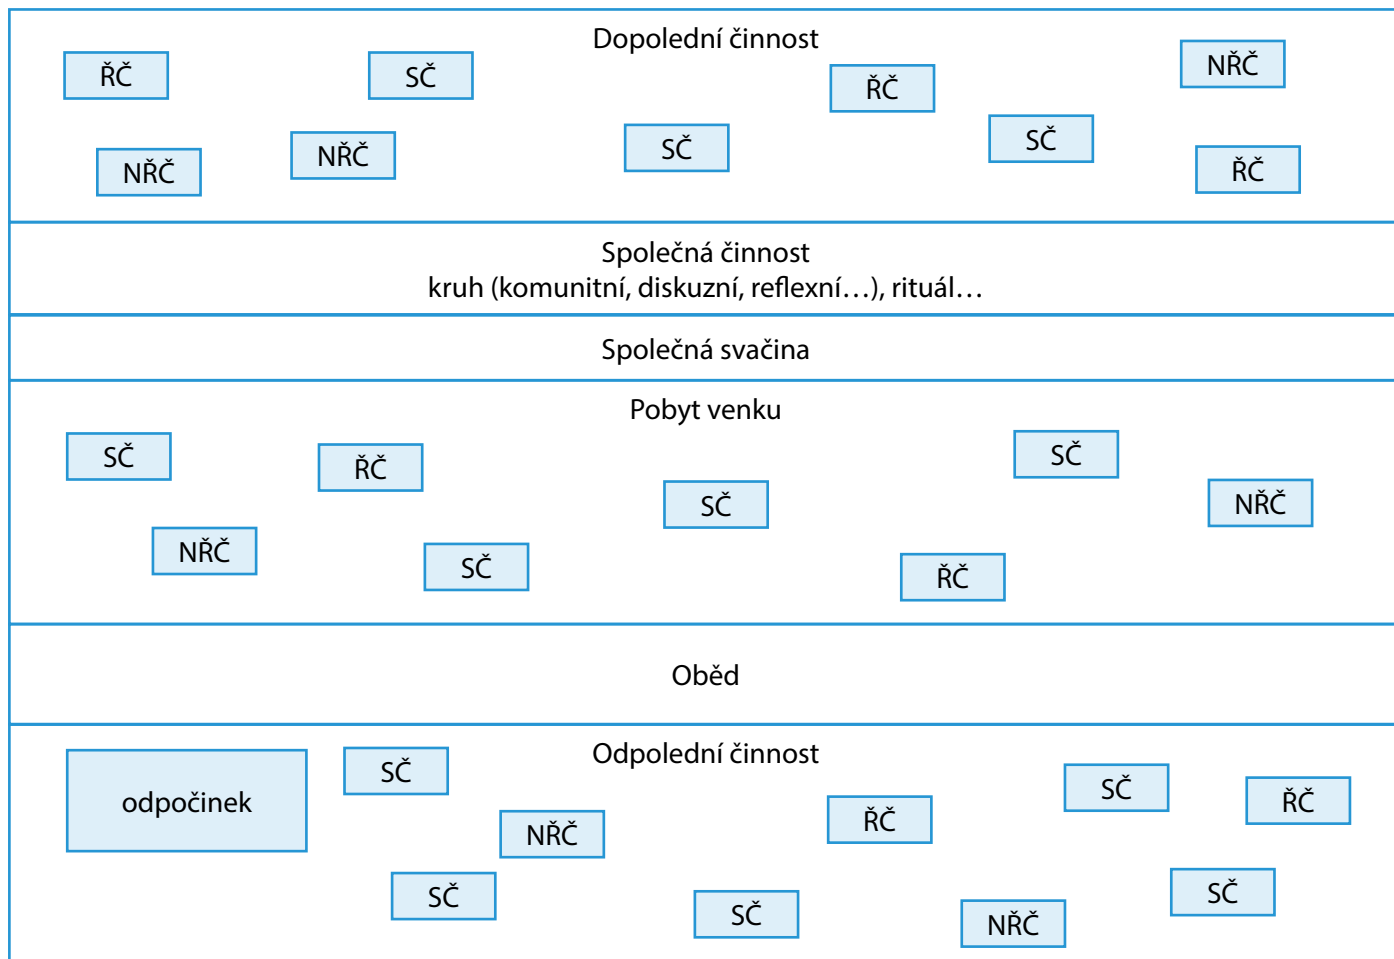 Dopolední činnost
ŘČ
SČ
ŘČ
NŘČ
NŘČ
NŘČ
SČ
SČ
ŘČ
Společná činnost
kruh (komunitní, diskuzní, reflexní…), rituál…
Společná svačina
Pobyt venku
SČ
ŘČ
SČ
SČ
NŘČ
NŘČ
SČ
ŘČ
Oběd
Odpolední činnost
odpočinek
SČ
NŘČ
ŘČ
SČ
ŘČ
SČ
SČ
NŘČ
SČ